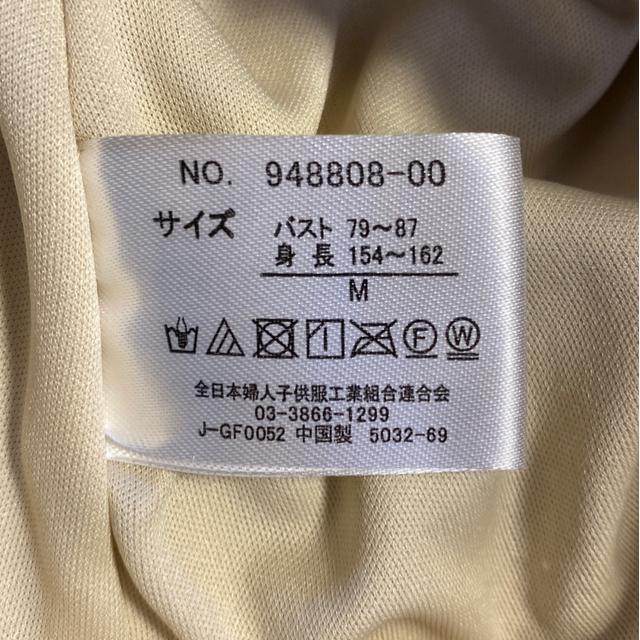 NO. 948808-00
サイズ バスト 79～87
身長 154～162
M
F W
全日本婦人子供服工業組合連合会
03-3866-1299
J-GF0052 中国製 5032-69